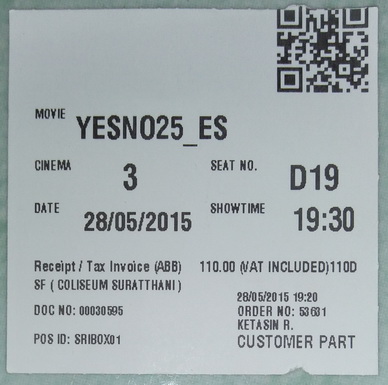 MOVIE YESNO25_ES
CINEMA 3 SEAT NO. D19
DATE 28/05/2015 SHOWTIME 19:30
Receipt / Tax Invoice (ABB) 110.00 (VAT INCLUDED)110D
SF ( COLISEUM SURATTHANI )
28/05/2015 19:20
DOC NO: 00030595 ORDER NO: 53631
KETASIN R.
POS ID: SRIBOX01 CUSTOMER PART